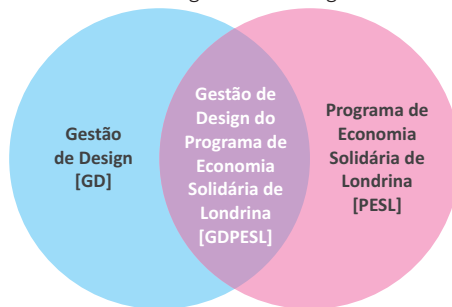 Gestão
de Design
[GD]
Gestão de
Design do
Programa de
Economia
Solidária de
Londrina
[GDPESL]
Programa de
Economia
Solidária de
Londrina
[PESL]